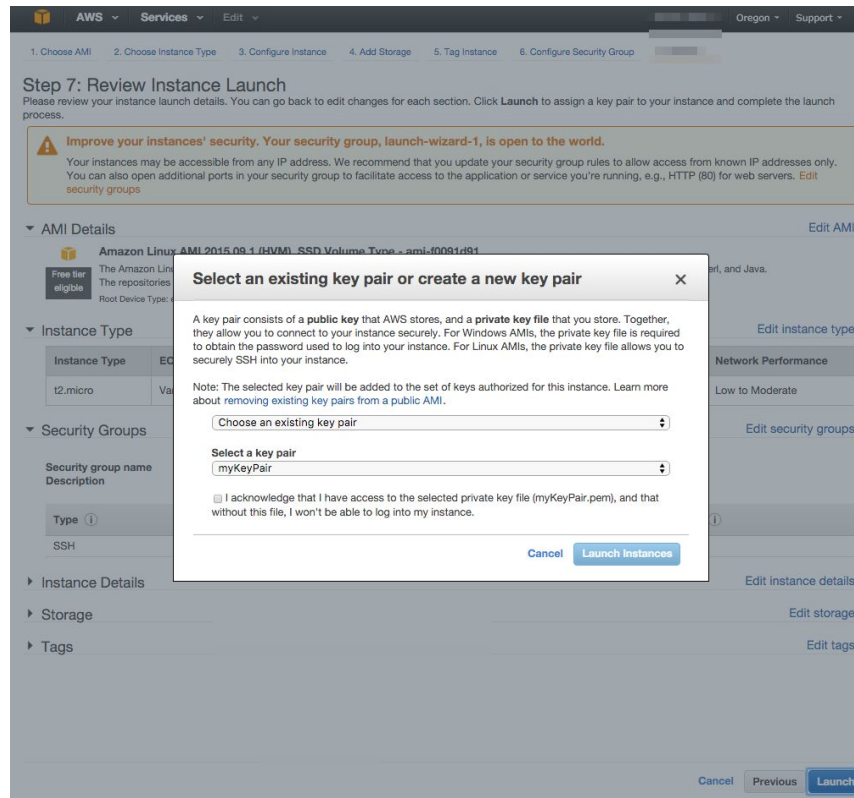 AWS Services Edit Oregon Support
1. Choose AMI 2. Choose Instance Type 3. Configure Instance 4. Add Storage 5. Tag Instance 6. Configure Security Group
Step 7: Review Instance Launch
Please review your instance launch details. You can go back to edit changes for each section. Click Launch to assign a key pair to your instance and complete the launch
process.
Improve your instances' security. Your security group, launch-wizard-1, is open to the world.
Your instances may be accessible from any IP address. We recommend that you update your security group rules to allow access from known IP addresses only.
You can also open additional ports in your security group to facilitate access to the application or service you're running, e.g., HTTP (80) for web servers. Edit
security groups
AMI Details Edit AMI
Amazon Linux AMI 2015.09.1 (HVM), SSD Volume Type - ami-f0091d91
Free tier
eligible
The Amazon Lin erl, and Java.
The repositories
Root Device Type: e
Select an existing key pair or create a new key pair
A key pair consists of a public key that AWS stores, and a private key file that you store. Together,
they allow you to connect to your instance securely. For Windows AMIs, the private key file is required
to obtain the password used to log into your instance. For Linux AMIs, the private key file allows you to
securely SSH into your instance.
Note: The selected key pair will be added to the set of keys authorized for this instance. Learn more
about removing existing key pairs from a public AMI.
Choose an existing key pair
Select a key pair
myKeyPair
I acknowledge that I have access to the selected private key file (myKeyPair.pem), and that
without this file, I won't be able to log into my instance.
Cancel Launch Instances
Instance Type Edit instance type
Instance Type EC Network Performance
t2.micro Va Low to Moderate
Security Groups Edit security groups
Security group name
Description
Type
SSH
Instance Details Edit instance details
Storage Edit storage
Tags Edit tags
Cancel Previous Launch